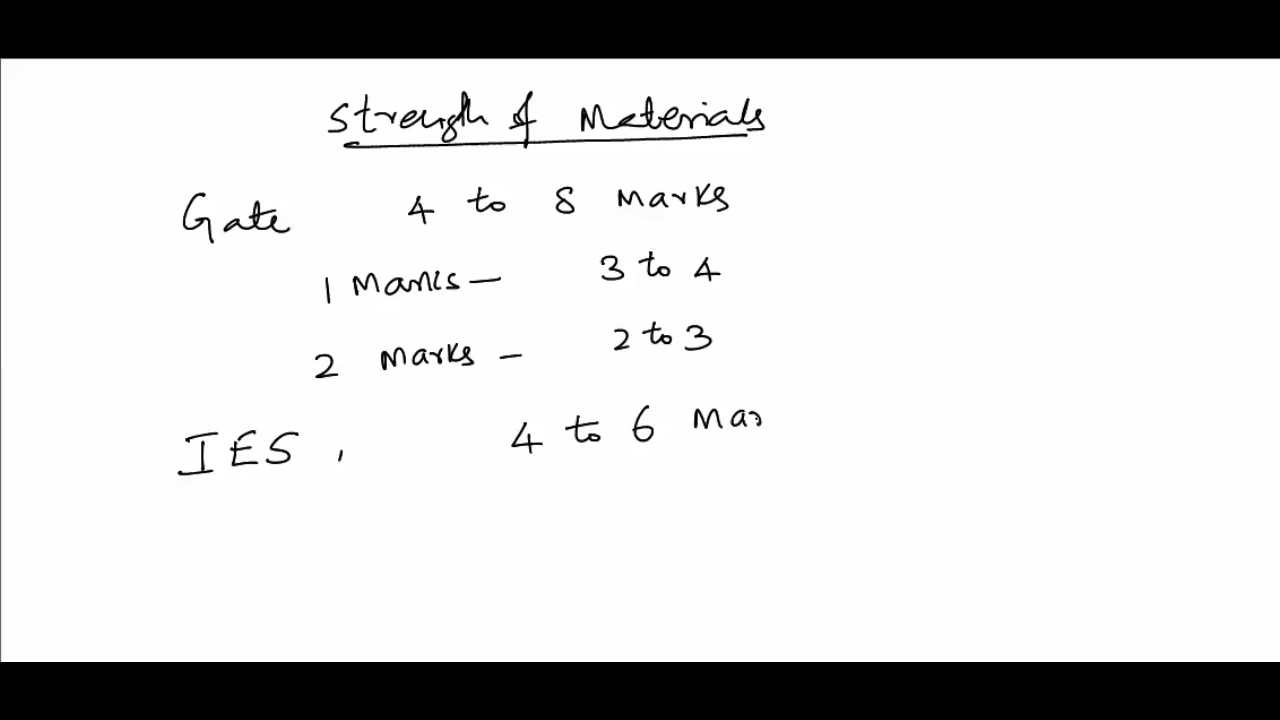 Strength of Materials
Gate 4 to 8 Marks
1 Marks - 3 to 4
2 Marks - 2 to 3
IES , 4 to 6 Mar